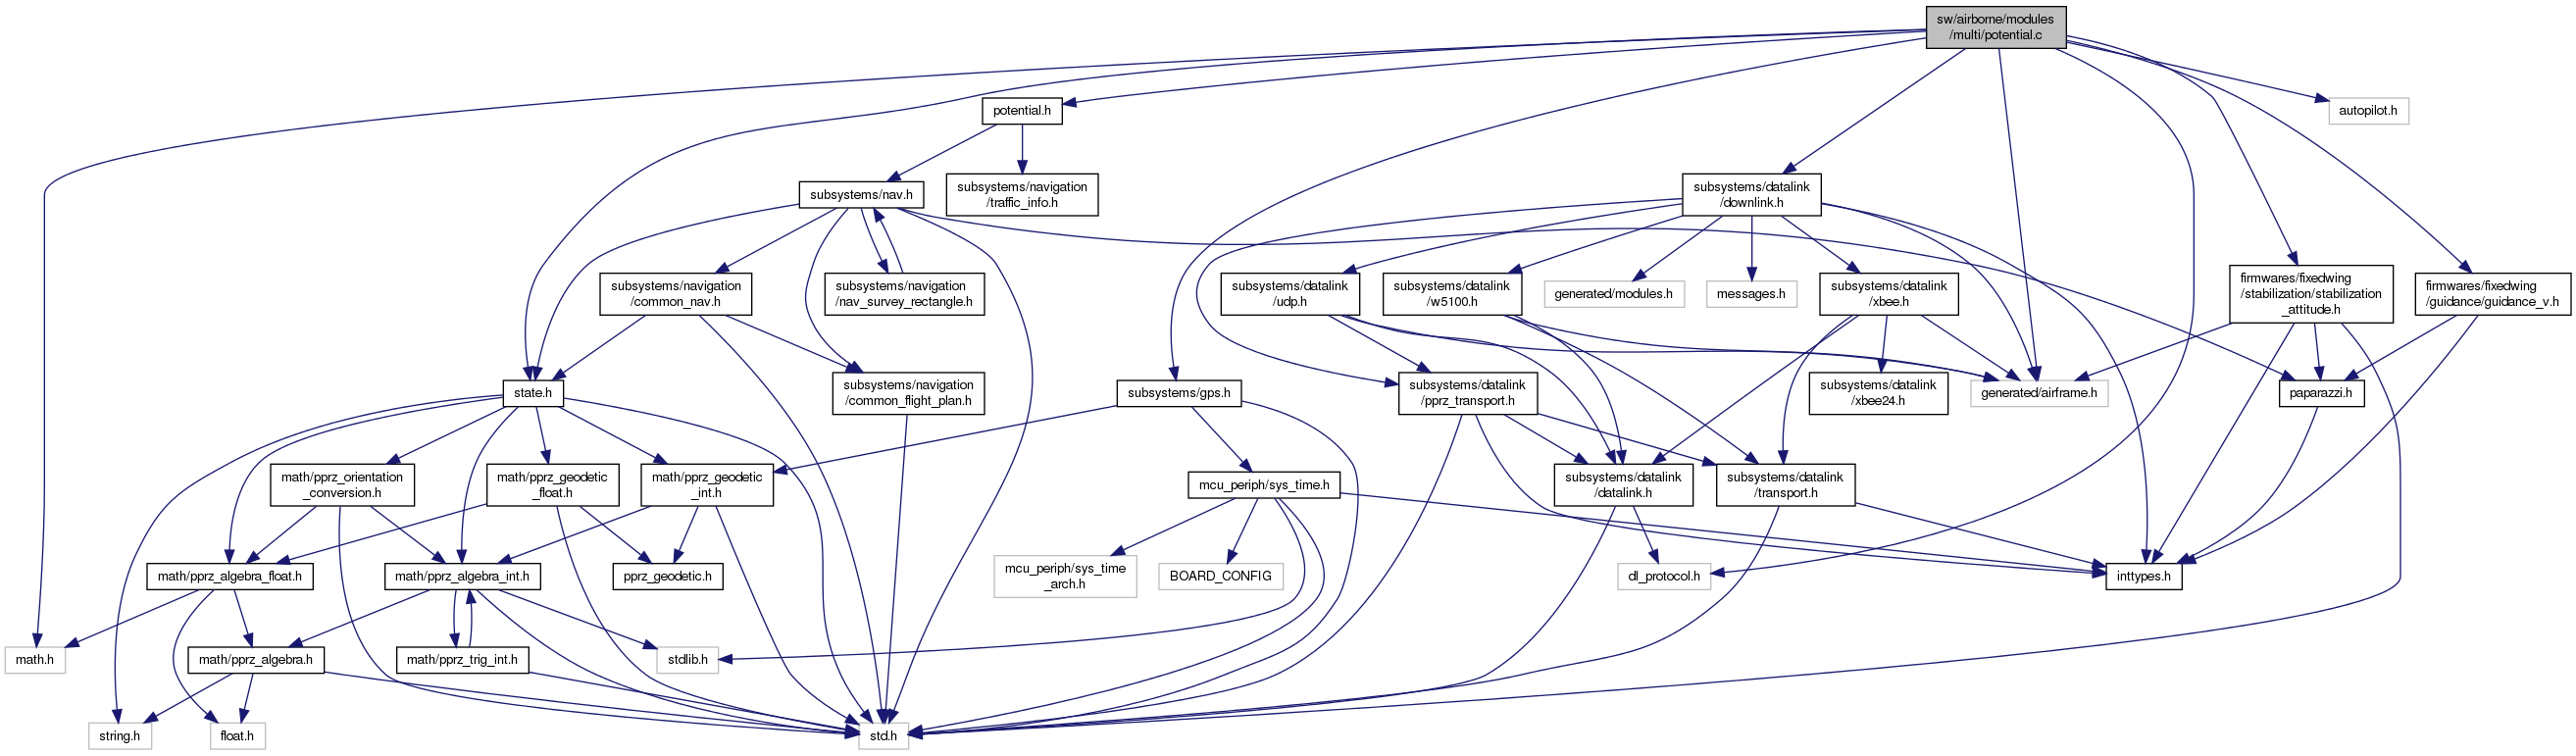 sw/airborne/modules
/multi/potential.c
potential.h
autopilot.h
subsystems/nav.h
subsystems/navigation
/traffic_info.h
subsystems/datalink
/downlink.h
subsystems/navigation
/common_nav.h
subsystems/navigation
/nav_survey_rectangle.h
subsystems/datalink
/udp.h
subsystems/datalink
/w5100.h
generated/modules.h
messages.h
subsystems/datalink
/xbee.h
firmwares/fixedwing
/stabilization/stabilization
_attitude.h
firmwares/fixedwing
/guidance/guidance_v.h
state.h
subsystems/navigation
/common_flight_plan.h
subsystems/gps.h
subsystems/datalink
/pprz_transport.h
subsystems/datalink
/xbee24.h
generated/airframe.h
paparazzi.h
math/pprz_orientation
_conversion.h
math/pprz_geodetic
_float.h
math/pprz_geodetic
_int.h
mcu_periph/sys_time.h
subsystems/datalink
/datalink.h
subsystems/datalink
/transport.h
math/pprz_algebra_float.h
math/pprz_algebra_int.h
pprz_geodetic.h
mcu_periph/sys_time
_arch.h
BOARD_CONFIG
dl_protocol.h
inttypes.h
math.h
math/pprz_algebra.h
math/pprz_trig_int.h
stdlib.h
string.h
float.h
std.h